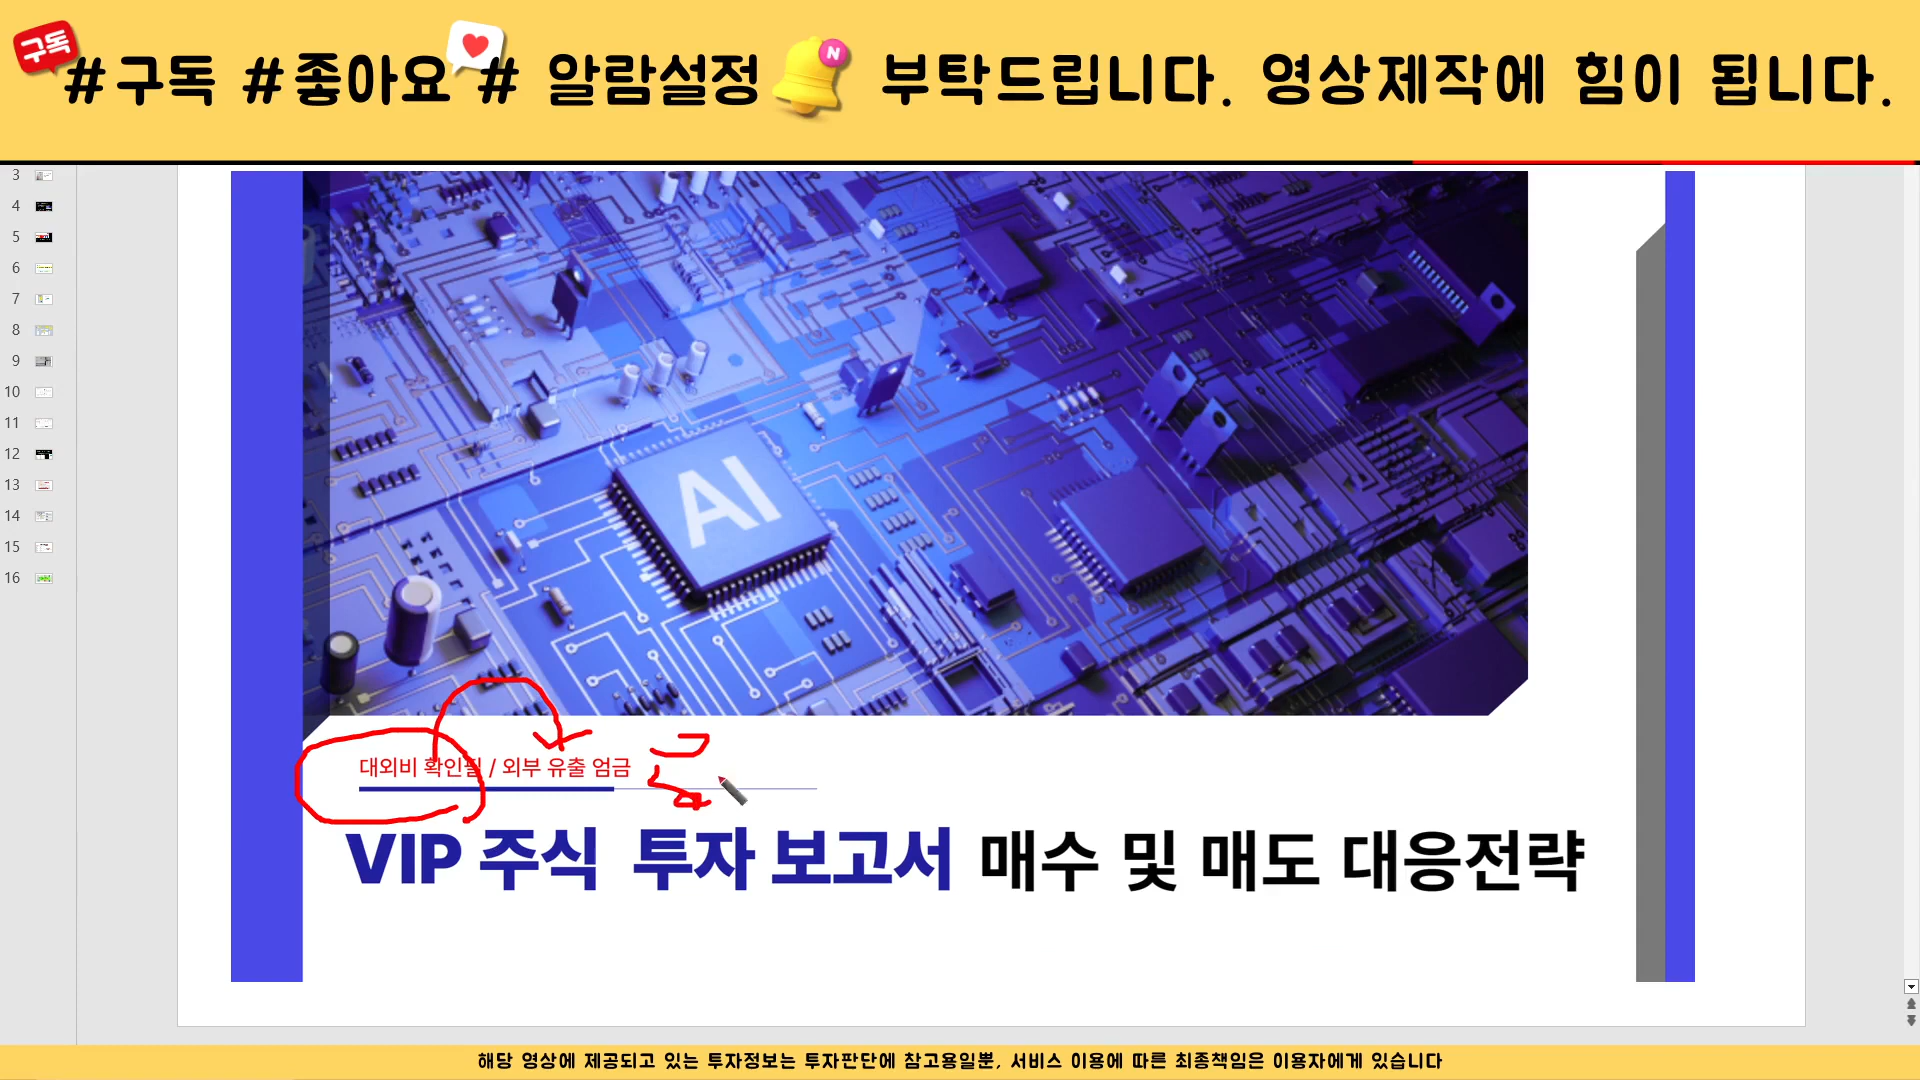 구독
#구독 #좋아요 # 알람설정 N 부탁드립니다. 영상제작에 힘이 됩니다.
3
4
5
6
7
8
9
10
11
12
13
14
15
16
AI
대외비 확인필 / 외부 유출 엄금
VIP 주식 투자 보고서 매수 및 매도 대응전략
해당 영상에 제공되고 있는 투자정보는 투자판단에 참고용일뿐, 서비스 이용에 따른 최종책임은 이용자에게 있습니다